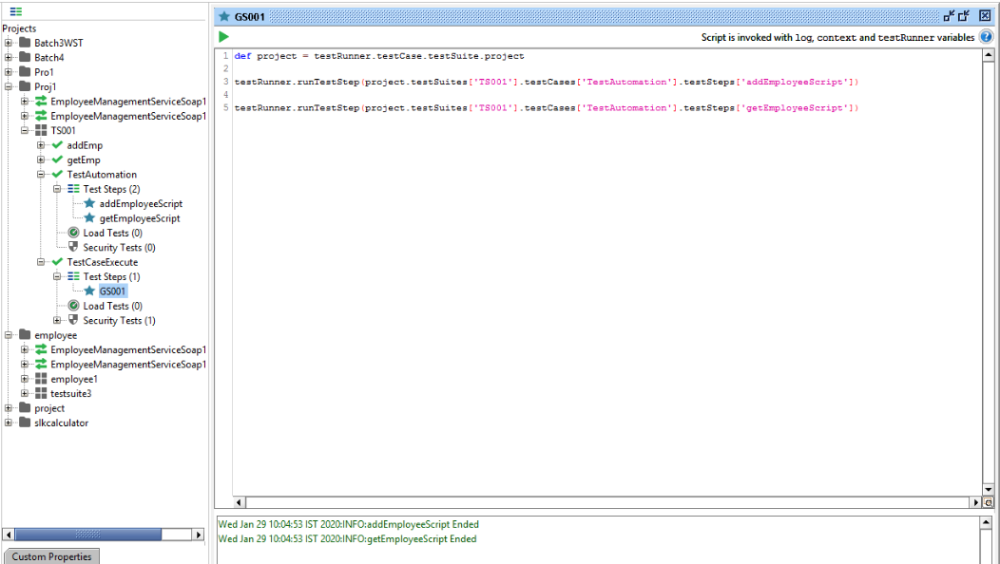 Projects
Batch3WST
Batch4
Pro1
Proj1
EmployeeManagementServiceSoap1
EmployeeManagementServiceSoap1
TS001
addEmp
getEmp
TestAutomation
Test Steps (2)
addEmployeeScript
getEmployeeScript
Load Tests (0)
Security Tests (0)
TestCaseExecute
Test Steps (1)
GS001
Load Tests (0)
Security Tests (1)
employee
EmployeeManagementServiceSoap1
EmployeeManagementServiceSoap1
employee1
testsuite3
project
slkcalculator
Custom Properties
GS001
Script is invoked with log, context and testRunner variables
1 def project = testRunner.testCase.testSuite.project
2
3 testRunner.runTestStep(project.testSuites['TS001'].testCases['TestAutomation'].testSteps['addEmployeeScript'])
4
5 testRunner.runTestStep(project.testSuites['TS001'].testCases['TestAutomation'].testSteps['getEmployeeScript'])
Wed Jan 29 10:04:53 IST 2020:INFO:addEmployeeScript Ended
Wed Jan 29 10:04:53 IST 2020:INFO:getEmployeeScript Ended